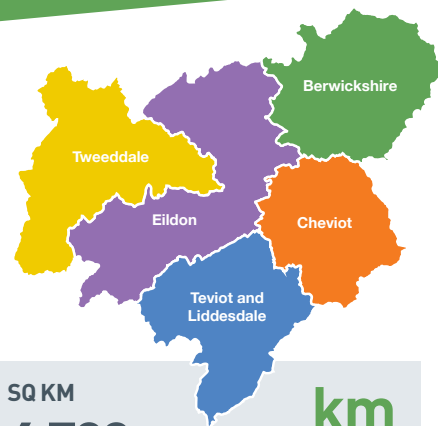 Berwickshire
Tweeddale
Eildon
Cheviot
Teviot and
Liddesdale
SQ KM
km